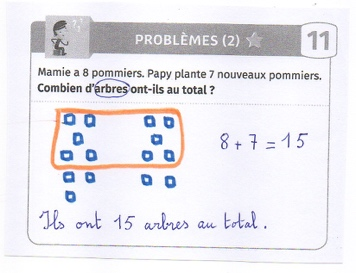 PROBLÈMES (2)
11
Mamie a 8 pommiers. Papy plante 7 nouveaux pommiers.
Combien d'arbres ont-ils au total ?
8 + 7 = 15
Ils ont 15 arbres au total.